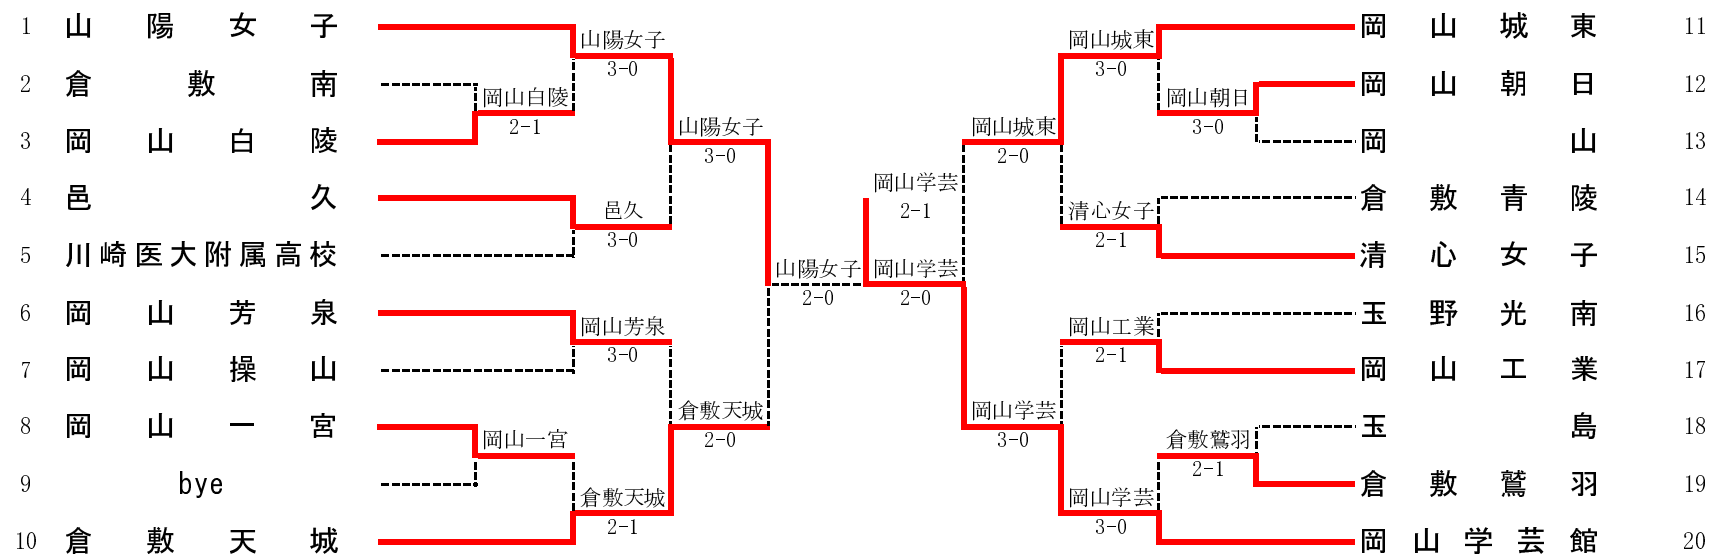 1 山陽女子
2 倉敷南
3 岡山白陵
4 邑久
5 川崎医大附属高校
6 岡山芳泉
7 岡山操山
8 岡山一宮
9 bye
10 倉敷天城
岡山白陵
2-1
岡山一宮
山陽女子
3-0
邑久
3-0
岡山芳泉
3-0
倉敷天城
2-1
山陽女子
3-0
倉敷天城
2-0
山陽女子
2-0
岡山学芸
2-1
岡山学芸
2-0
岡山城東
2-0
岡山学芸
3-0
岡山城東
3-0
清心女子
2-1
岡山工業
2-1
岡山学芸
3-0
岡山朝日
3-0
倉敷鷲羽
2-1
岡山城東 11
岡山朝日 12
岡山 13
倉敷青陵 14
清心女子 15
玉野光南 16
岡山工業 17
玉島 18
倉敷鷲羽 19
岡山学芸館 20